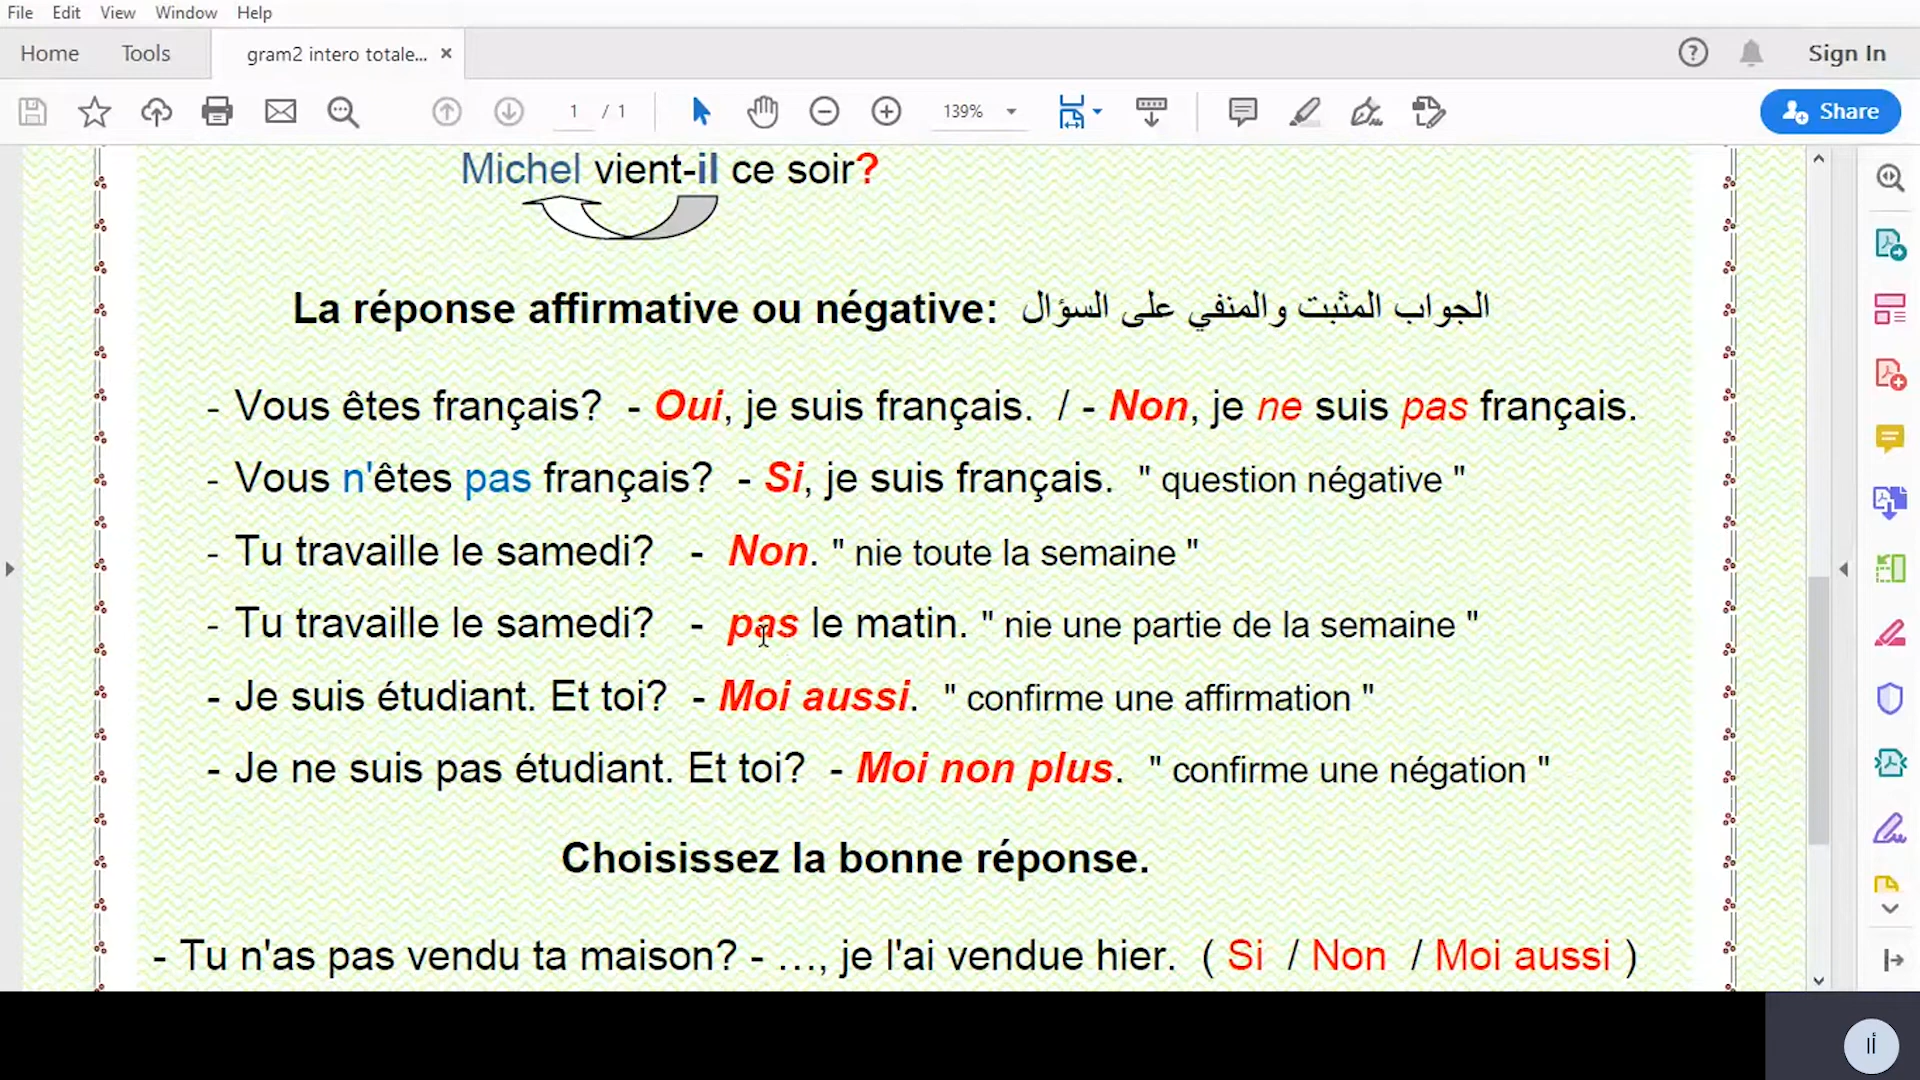 File Edit View Window Help
Home Tools gram2 intero totale... × Sign In
1 / 1 139% Share
Michel vient-il ce soir?
La réponse affirmative ou négative: الجواب المثبت والمنفي على السؤال
- Vous êtes français? - Oui, je suis français. / - Non, je ne suis pas français.
- Vous n'êtes pas français? - Si, je suis français. " question négative "
- Tu travaille le samedi? - Non. " nie toute la semaine "
- Tu travaille le samedi? - pas le matin. " nie une partie de la semaine "
- Je suis étudiant. Et toi? - Moi aussi. " confirme une affirmation "
- Je ne suis pas étudiant. Et toi? - Moi non plus. " confirme une négation "
Choisissez la bonne réponse.
- Tu n'as pas vendu ta maison? - ..., je l'ai vendue hier. ( Si / Non / Moi aussi )
اأ